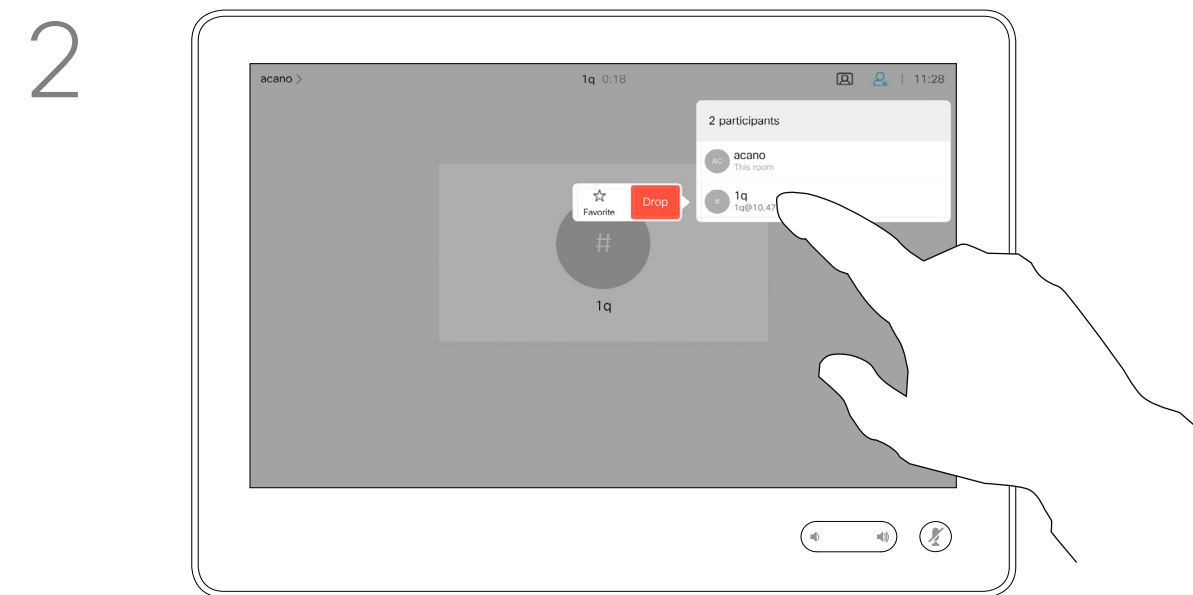 2
acano >
1q 0:18
| 11:28
2 participants
AC
acano
This room
#
1q
1q@10.47
Favorite
Drop
#
1q